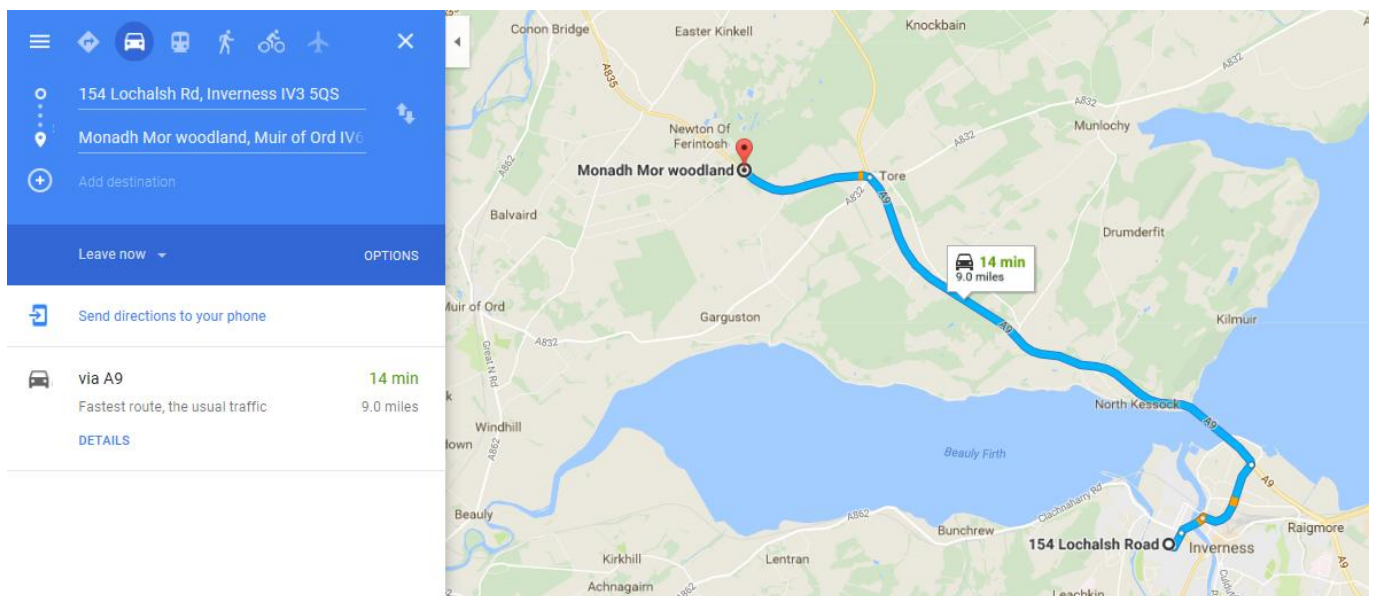 154 Lochalsh Rd, Inverness IV3 5QS
Monadh Mor woodland, Muir of Ord IV6
Add destination
Leave now
OPTIONS
Send directions to your phone
via A9
14 min
Fastest route, the usual traffic
9.0 miles
DETAILS
Conon Bridge
Easter Kinkell
Knockbain
A835
A832
A832
Newton Of
Ferintosh
Munlochy
A832
A862
Monadh Mor woodland
Tore
A832
A9
Balvaird
Drumderfit
14 min
9.0 miles
Muir of Ord
Garguston
A9
Kilmuir
A832
Great N Rd
North Kessock
A9
Windhill
A862
Beauly Firth
A9
Clachnaharry Rd
Beauly
A862
Bunchrew
Raigmore
154 Lochalsh Road
Inverness
Kirkhill
Lentran
A9
Achnagairn
A862
Leachkin